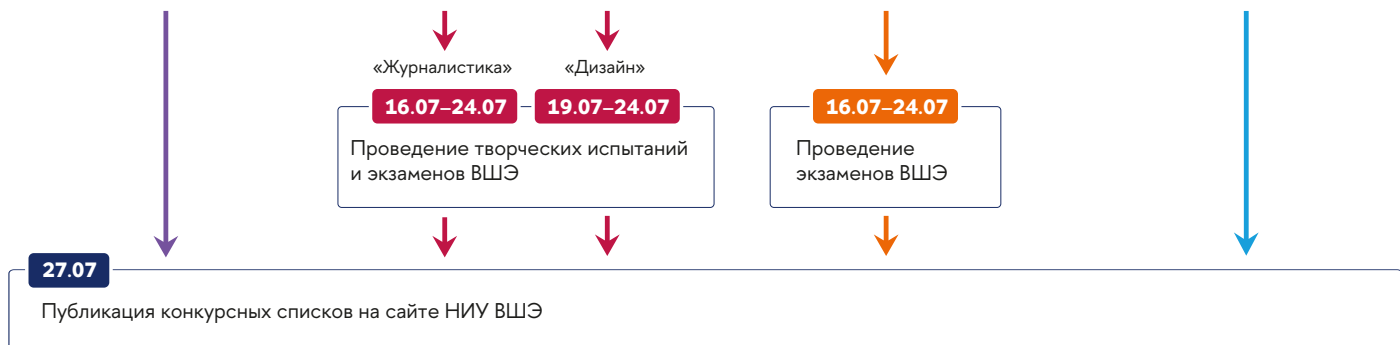 «Журналистика»
«Дизайн»
16.07–24.07
19.07–24.07
Проведение творческих испытаний
и экзаменов ВШЭ
16.07–24.07
Проведение
экзаменов ВШЭ
27.07
Публикация конкурсных списков на сайте НИУ ВШЭ